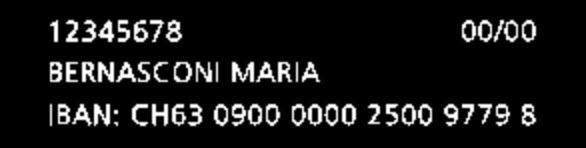 12345678 00/00
BERNASCONI MARIA
IBAN: CH63 0900 0000 2500 9779 8